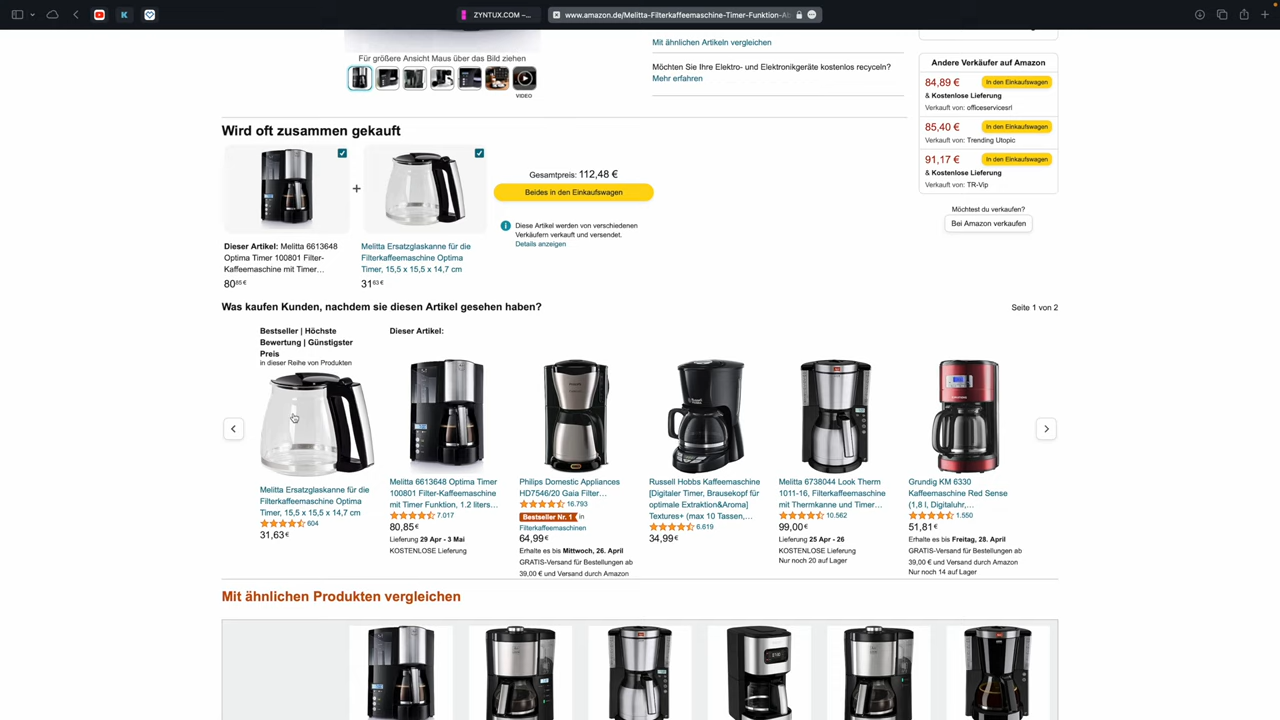 ZYNTUX.COM –...
www.amazon.de/Melitta-Filterkaffeemaschine-Timer-Funktion-Ab
K
Für größere Ansicht Maus über das Bild ziehen
VIDEO
Mit ähnlichen Artikeln vergleichen
Möchten Sie Ihre Elektro- und Elektronikgeräte kostenlos recyceln?
Mehr erfahren
Andere Verkäufer auf Amazon
84,89 €
In den Einkaufswagen
& Kostenlose Lieferung
Verkauft von: officeservicesrl
85,40 €
In den Einkaufswagen
Verkauft von: Trending Utopic
91,17 €
In den Einkaufswagen
& Kostenlose Lieferung
Verkauft von: TR-Vip
Möchtest du verkaufen?
Bei Amazon verkaufen
Wird oft zusammen gekauft
+
Gesamtpreis: 112,48 €
Beides in den Einkaufswagen
Diese Artikel werden von verschiedenen
Verkäufern verkauft und versendet.
Details anzeigen
Dieser Artikel: Melitta 6613648
Optima Timer 100801 Filter-
Kaffeemaschine mit Timer…
8085 €
Melitta Ersatzglaskanne für die
Filterkaffeemaschine Optima
Timer, 15,5 x 15,5 x 14,7 cm
3163 €
Was kaufen Kunden, nachdem sie diesen Artikel gesehen haben?
Seite 1 von 2
Bestseller | Höchste
Bewertung | Günstigster
Preis
in dieser Reihe von Produkten
Melitta Ersatzglaskanne für die
Filterkaffeemaschine Optima
Timer, 15,5 x 15,5 x 14,7 cm
604
31,63€
Dieser Artikel:
Melitta 6613648 Optima Timer
100801 Filter-Kaffeemaschine
mit Timer Funktion, 1.2 liters…
7.017
80,85€
Lieferung 29 Apr - 3 Mai
KOSTENLOSE Lieferung
Philips Domestic Appliances
HD7546/20 Gaia Filter…
16.793
Bestseller Nr. 1 in
Filterkaffeemaschinen
64,99€
Erhalte es bis Mittwoch, 26. April
GRATIS-Versand für Bestellungen ab
39,00 € und Versand durch Amazon
Russell Hobbs Kaffeemaschine
[Digitaler Timer, Brausekopf für
optimale Extraktion&Aroma]
Textures+ (max 10 Tassen,…
6.619
34,99€
Melitta 6738044 Look Therm
1011-16, Filterkaffeemaschine
mit Thermkanne und Timer…
10.562
99,00€
Lieferung 25 Apr - 26
KOSTENLOSE Lieferung
Nur noch 20 auf Lager
Grundig KM 6330
Kaffeemaschine Red Sense
(1,8 l, Digitaluhr,…
1.550
51,81€
Erhalte es bis Freitag, 28. April
GRATIS-Versand für Bestellungen ab
39,00 € und Versand durch Amazon
Nur noch 14 auf Lager
Mit ähnlichen Produkten vergleichen